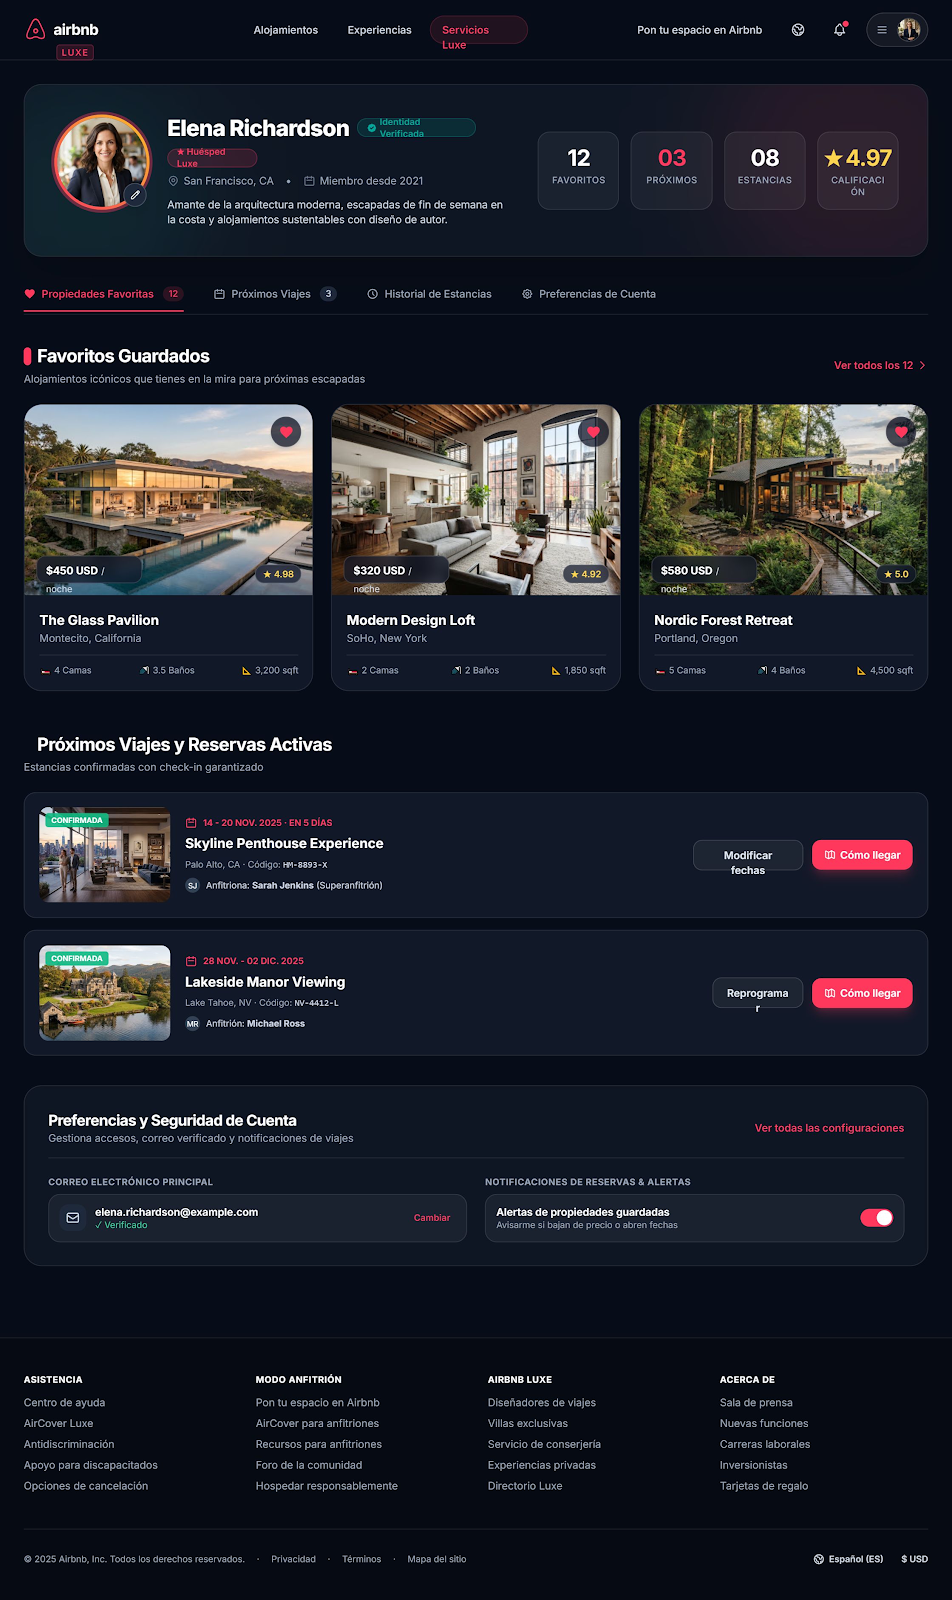 airbnb
LUXE
Alojamientos
Experiencias
Servicios
Luxe
Pon tu espacio en Airbnb
Elena Richardson
Identidad
Verificada
★ Huésped
Luxe
San Francisco, CA • Miembro desde 2021
Amante de la arquitectura moderna, escapadas de fin de semana en
la costa y alojamientos sustentables con diseño de autor.
12
FAVORITOS
03
PRÓXIMOS
08
ESTANCIAS
★4.97
CALIFICACI
ÓN
Propiedades Favoritas 12
Próximos Viajes 3
Historial de Estancias
Preferencias de Cuenta
Favoritos Guardados
Alojamientos icónicos que tienes en la mira para próximas escapadas
Ver todos los 12
$450 USD /
noche
★ 4.98
The Glass Pavilion
Montecito, California
4 Camas
3.5 Baños
3,200 sqft
$320 USD /
noche
★ 4.92
Modern Design Loft
SoHo, New York
2 Camas
2 Baños
1,850 sqft
$580 USD /
noche
★ 5.0
Nordic Forest Retreat
Portland, Oregon
5 Camas
4 Baños
4,500 sqft
Próximos Viajes y Reservas Activas
Estancias confirmadas con check-in garantizado
CONFIRMADA
14 - 20 NOV. 2025 · EN 5 DÍAS
Skyline Penthouse Experience
Palo Alto, CA · Código: HM-8893-X
SJ Anfitriona: Sarah Jenkins (Superanfitrión)
Modificar
fechas
Cómo llegar
CONFIRMADA
28 NOV. - 02 DIC. 2025
Lakeside Manor Viewing
Lake Tahoe, NV · Código: NV-4412-L
MR Anfitrión: Michael Ross
Reprograma
r
Cómo llegar
Preferencias y Seguridad de Cuenta
Gestiona accesos, correo verificado y notificaciones de viajes
Ver todas las configuraciones
CORREO ELECTRÓNICO PRINCIPAL
elena.richardson@example.com
✓ Verificado
Cambiar
NOTIFICACIONES DE RESERVAS & ALERTAS
Alertas de propiedades guardadas
Avisarme si bajan de precio o abren fechas
ASISTENCIA
Centro de ayuda
AirCover Luxe
Antidiscriminación
Apoyo para discapacitados
Opciones de cancelación
MODO ANFITRIÓN
Pon tu espacio en Airbnb
AirCover para anfitriones
Recursos para anfitriones
Foro de la comunidad
Hospedar responsablemente
AIRBNB LUXE
Diseñadores de viajes
Villas exclusivas
Servicio de conserjería
Experiencias privadas
Directorio Luxe
ACERCA DE
Sala de prensa
Nuevas funciones
Carreras laborales
Inversionistas
Tarjetas de regalo
© 2025 Airbnb, Inc. Todos los derechos reservados. · Privacidad · Términos · Mapa del sitio
Español (ES)
$ USD